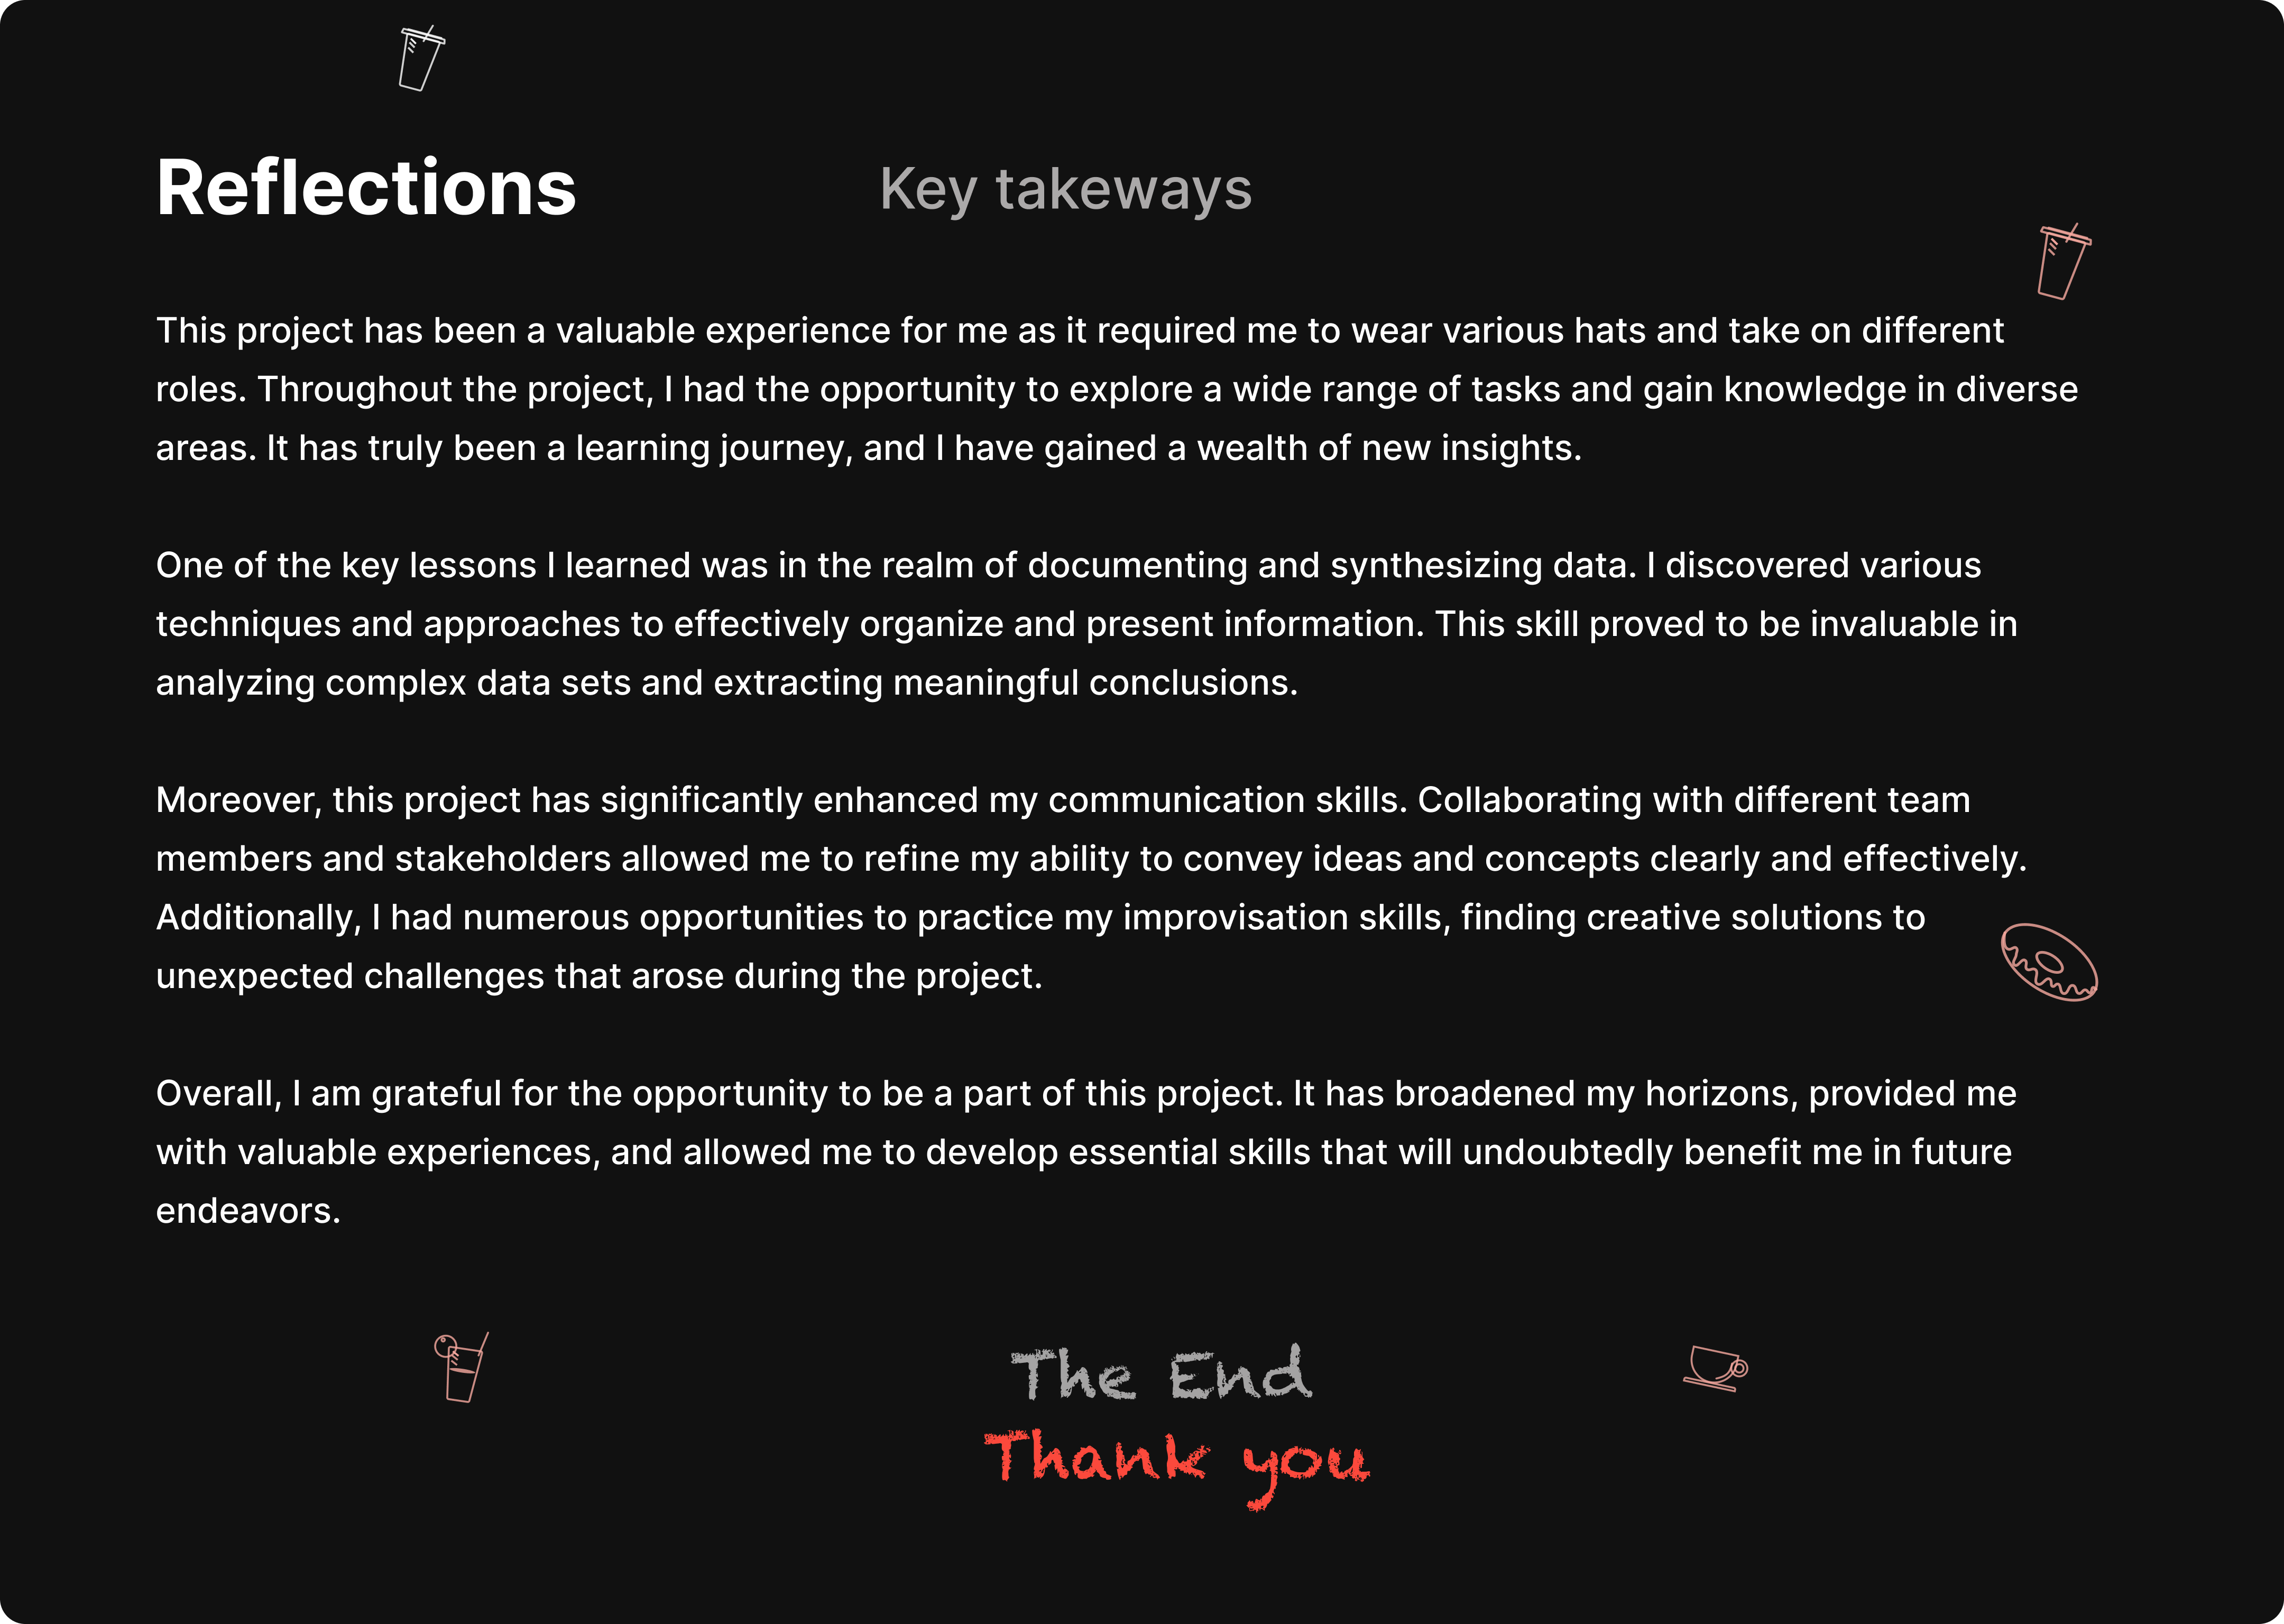 Reflections
Key takeways
This project has been a valuable experience for me as it required me to wear various hats and take on different
roles. Throughout the project, I had the opportunity to explore a wide range of tasks and gain knowledge in diverse
areas. It has truly been a learning journey, and I have gained a wealth of new insights.
One of the key lessons I learned was in the realm of documenting and synthesizing data. I discovered various
techniques and approaches to effectively organize and present information. This skill proved to be invaluable in
analyzing complex data sets and extracting meaningful conclusions.
Moreover, this project has significantly enhanced my communication skills. Collaborating with different team
members and stakeholders allowed me to refine my ability to convey ideas and concepts clearly and effectively.
Additionally, I had numerous opportunities to practice my improvisation skills, finding creative solutions to
unexpected challenges that arose during the project.
Overall, I am grateful for the opportunity to be a part of this project. It has broadened my horizons, provided me
with valuable experiences, and allowed me to develop essential skills that will undoubtedly benefit me in future
endeavors.
The End
Thank you